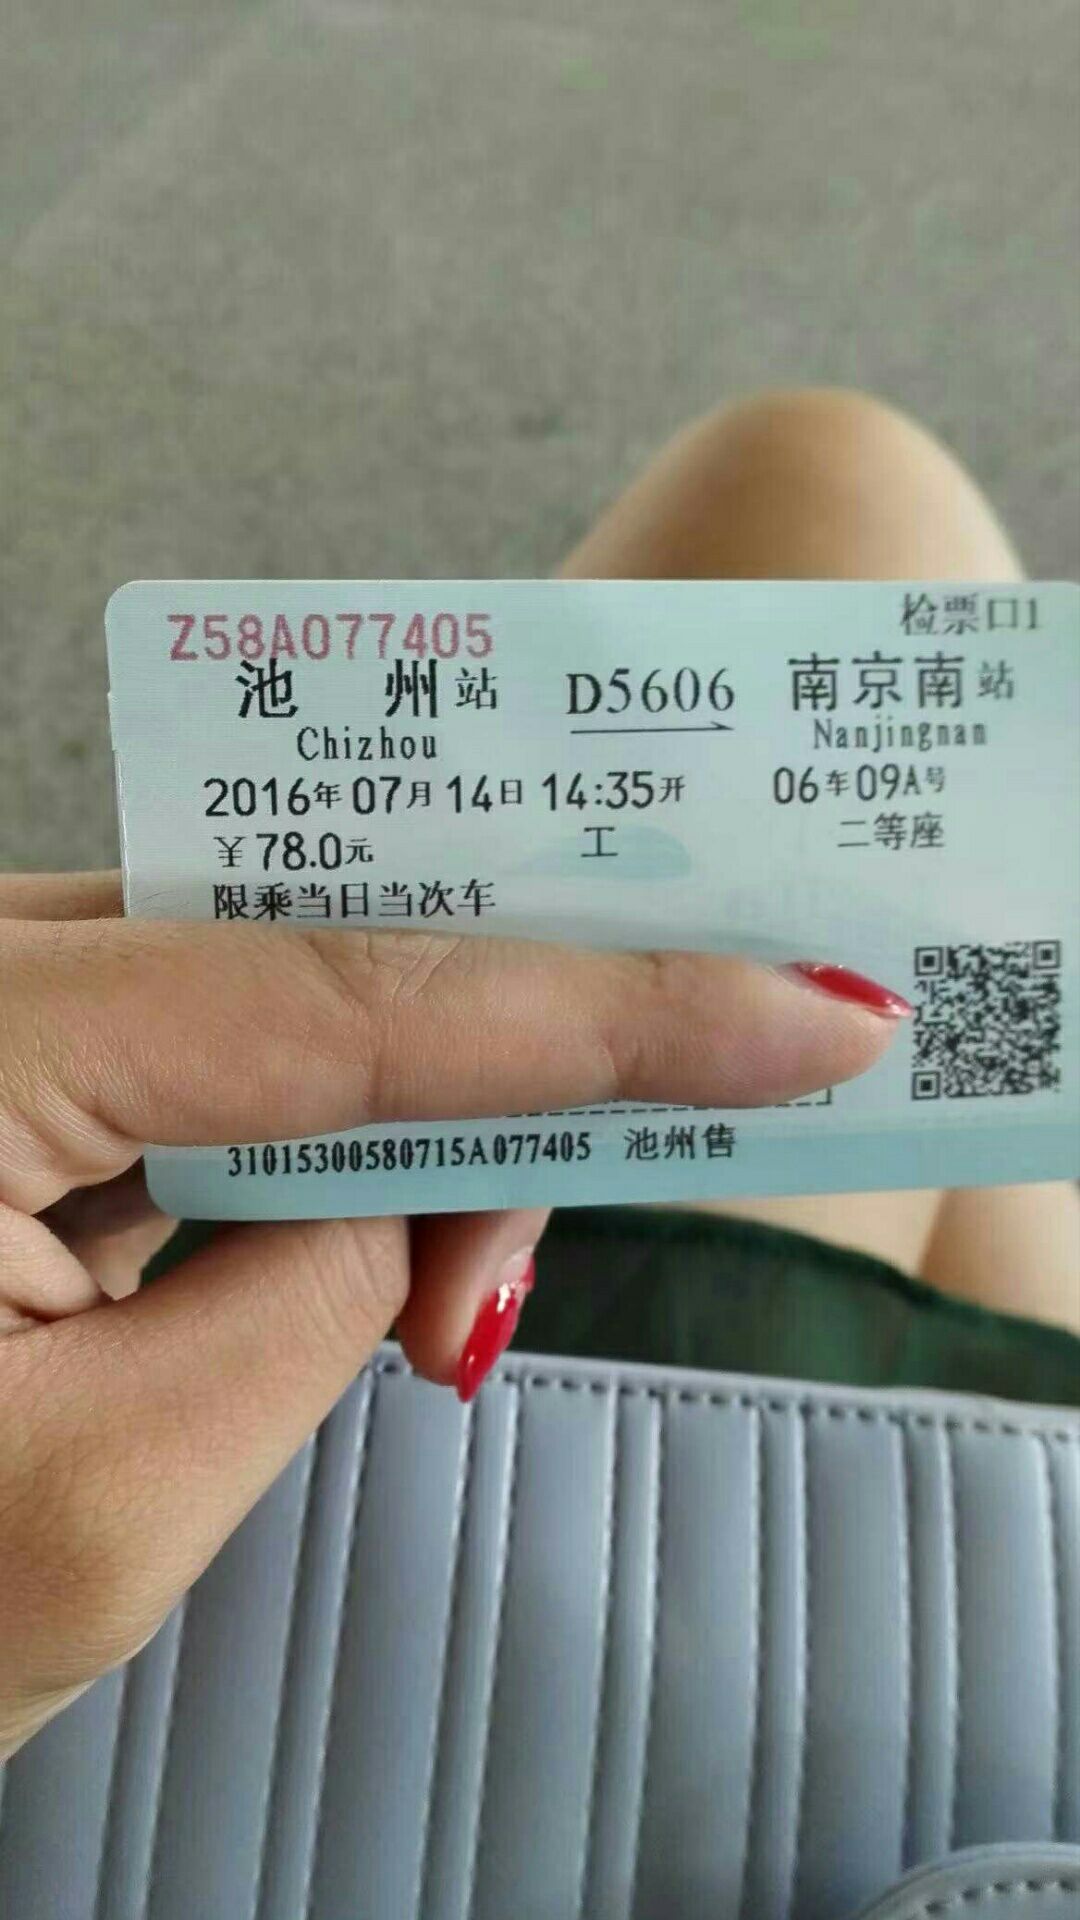 检票口1
Z58A077405
池州站 D5606 南京南站
Chizhou Nanjingnan
2016年07月14日 14:35开 06车09A号
¥78.0元 工 二等座
限乘当日当次车
31015300580715A077405 池州售